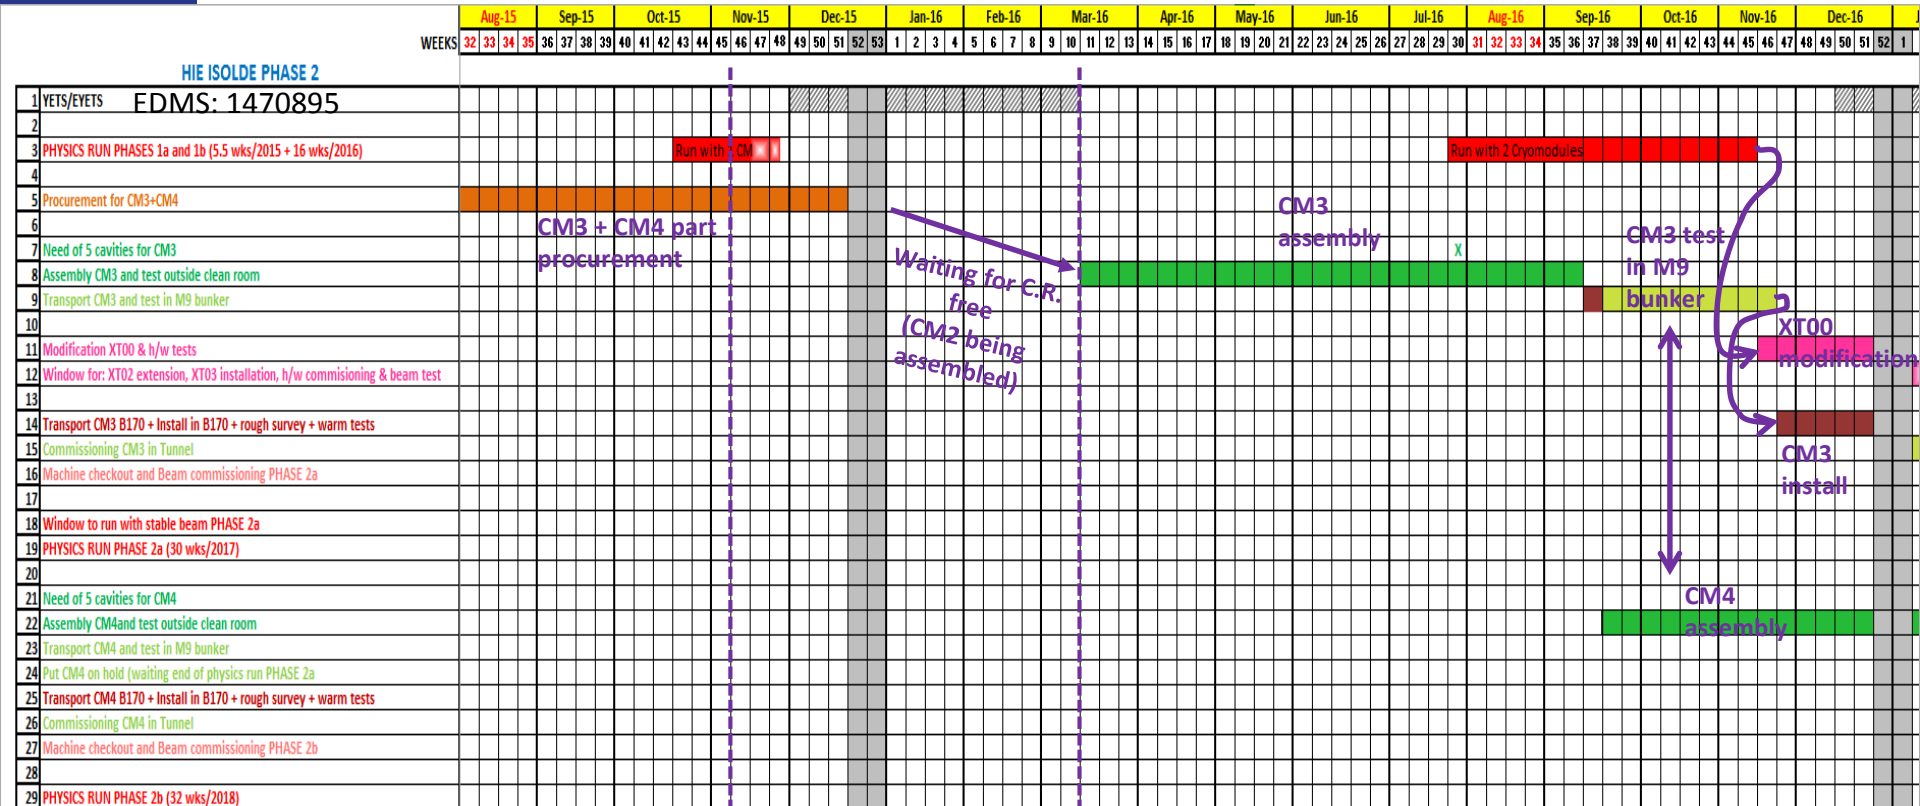 Aug-15 Sep-15 Oct-15 Nov-15 Dec-15 Jan-16 Feb-16 Mar-16 Apr-16 May-16 Jun-16 Jul-16 Aug-16 Sep-16 Oct-16 Nov-16 Dec-16 J
WEEKS 32 33 34 35 36 37 38 39 40 41 42 43 44 45 46 47 48 49 50 51 52 53 1 2 3 4 5 6 7 8 9 10 11 12 13 14 15 16 17 18 19 20 21 22 23 24 25 26 27 28 29 30 31 32 33 34 35 36 37 38 39 40 41 42 43 44 45 46 47 48 49 50 51 52 1
HIE ISOLDE PHASE 2
1 YETS/EYETS EDMS: 1470895
2
3 PHYSICS RUN PHASES 1a and 1b (5.5 wks/2015 + 16 wks/2016) Run with CM Run with 2 Cryomodules
4
5 Procurement for CM3+CM4
CM3 + CM4 part
procurement
CM3
assembly
6
7 Need of 5 cavities for CM3 X
8 Assembly CM3 and test outside clean room
Waiting for C.R.
free
(CM2 being
assembled)
CM3 test
in M9
bunker
9 Transport CM3 and test in M9 bunker
10
XT00
modification
11 Modification XT00 & h/w tests
12 Window for: XT02 extension, XT03 installation, h/w commisioning & beam test
13
14 Transport CM3 B170 + Install in B170 + rough survey + warm tests
CM3
install
15 Commissioning CM3 in Tunnel
16 Machine checkout and Beam commissioning PHASE 2a
17
18 Window to run with stable beam PHASE 2a
19 PHYSICS RUN PHASE 2a (30 wks/2017)
20
21 Need of 5 cavities for CM4
CM4
assembly
22 Assembly CM4and test outside clean room
23 Transport CM4 and test in M9 bunker
24 Put CM4 on hold (waiting end of physics run PHASE 2a
25 Transport CM4 B170 + Install in B170 + rough survey + warm tests
26 Commissioning CM4 in Tunnel
27 Machine checkout and Beam commissioning PHASE 2b
28
29 PHYSICS RUN PHASE 2b (32 wks/2018)